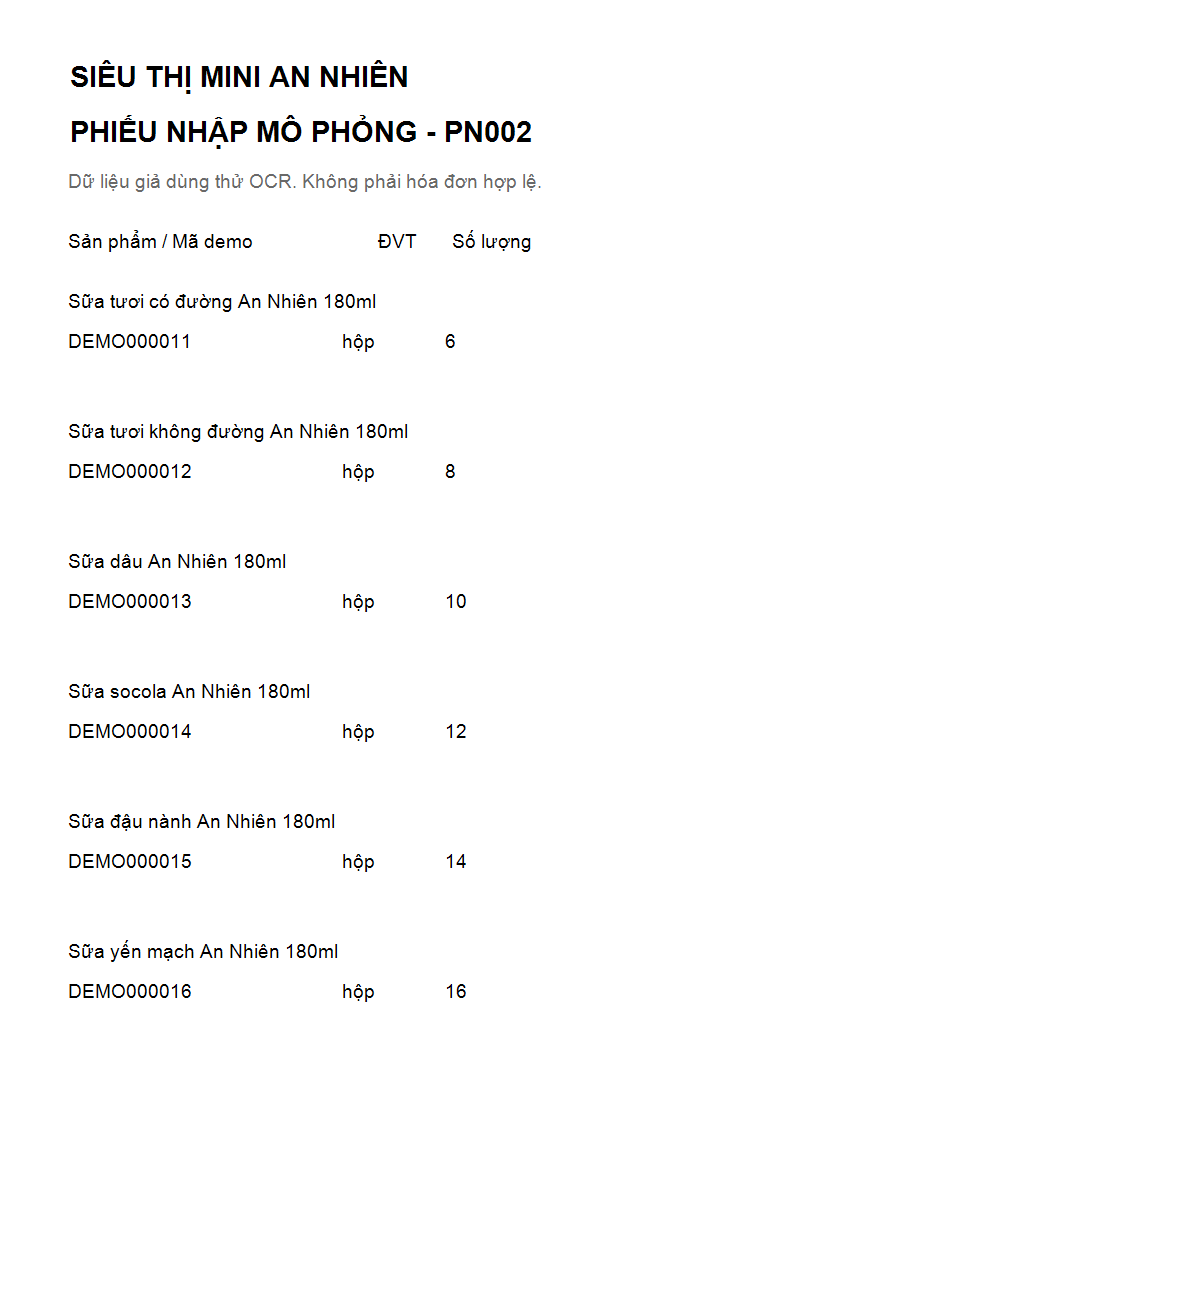 SIÊU THỊ MINI AN NHIÊN
PHIẾU NHẬP MÔ PHỎNG - PN002
Dữ liệu giả dùng thử OCR. Không phải hóa đơn hợp lệ.
Sản phẩm / Mã demo ĐVT Số lượng
Sữa tươi có đường An Nhiên 180ml
DEMO000011 hộp 6
Sữa tươi không đường An Nhiên 180ml
DEMO000012 hộp 8
Sữa dâu An Nhiên 180ml
DEMO000013 hộp 10
Sữa socola An Nhiên 180ml
DEMO000014 hộp 12
Sữa đậu nành An Nhiên 180ml
DEMO000015 hộp 14
Sữa yến mạch An Nhiên 180ml
DEMO000016 hộp 16